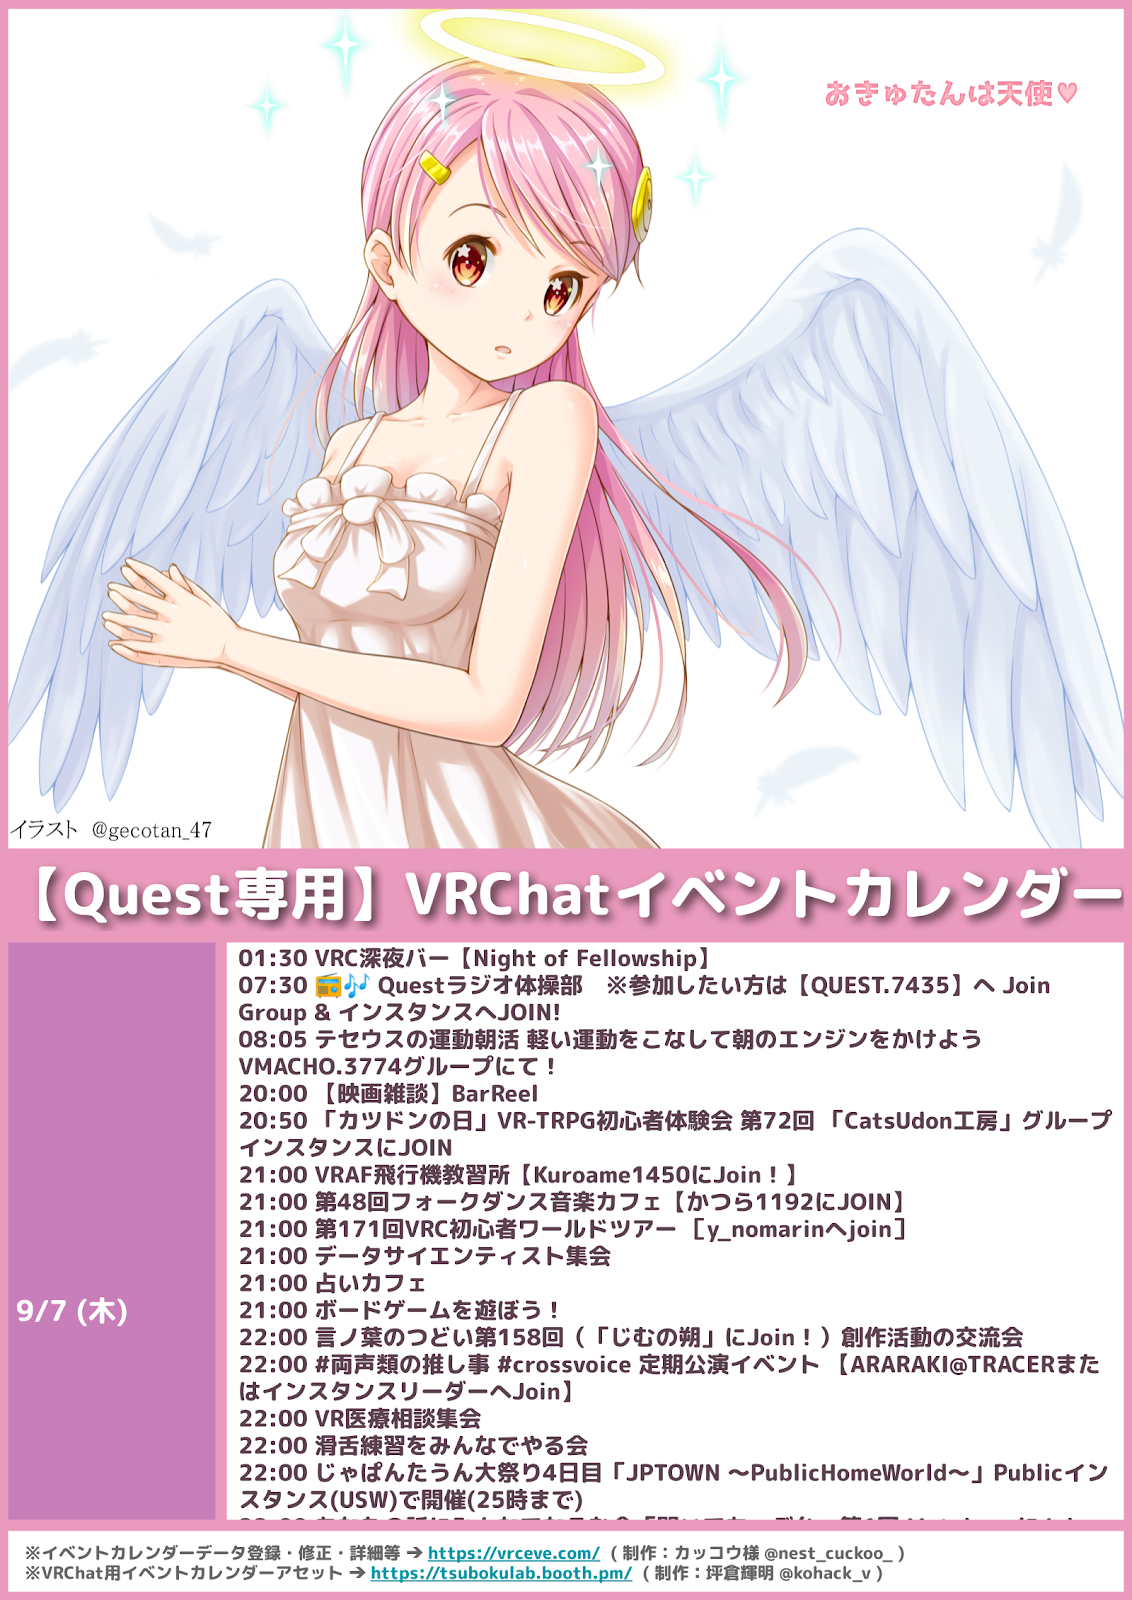 おきゅたんは天使♥
イラスト @gecotan_47
【Quest専用】VRChatイベントカレンダー
9/7 (木)
01:30 VRC深夜バー【Night of Fellowship】
07:30 📻🎶 Questラジオ体操部　※参加したい方は【QUEST.7435】へ Join
Group & インスタンスへJOIN!
08:05 テセウスの運動朝活 軽い運動をこなして朝のエンジンをかけよう
VMACHO.3774グループにて！
20:00 【映画雑談】BarReel
20:50 「カツドンの日」VR-TRPG初心者体験会 第72回 「CatsUdon工房」グループ
インスタンスにJOIN
21:00 VRAF飛行機教習所【Kuroame1450にJoin！】
21:00 第48回フォークダンス音楽カフェ【かつら1192にJOIN】
21:00 第171回VRC初心者ワールドツアー ［y_nomarinへjoin］
21:00 データサイエンティスト集会
21:00 占いカフェ
21:00 ボードゲームを遊ぼう！
22:00 言ノ葉のつどい第158回（「じむの朔」にJoin！）創作活動の交流会
22:00 #両声類の推し事 #crossvoice 定期公演イベント 【ARARAKI@TRACERまた
はインスタンスリーダーへJoin】
22:00 VR医療相談集会
22:00 滑舌練習をみんなでやる会
22:00 じゃぱんたうん大祭り4日目「JPTOWN ～PublicHomeWorld～」Publicイン
スタンス(USW)で開催(25時まで)
※イベントカレンダーデータ登録・修正・詳細等 ➔ https://vrceve.com/ （ 制作：カッコウ様 @nest_cuckoo_ ）
※VRChat用イベントカレンダーアセット ➔ https://tsubokulab.booth.pm/ （ 制作：坪倉輝明 @kohack_v ）